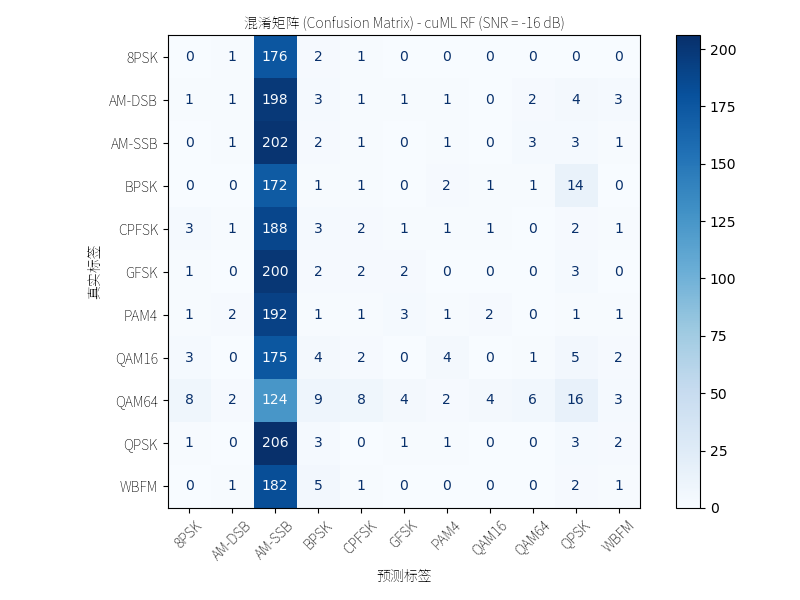 混淆矩阵 (Confusion Matrix) - cuML RF (SNR = -16 dB)
真实标签
8PSK 0 1 176 2 1 0 0 0 0 0 0
AM-DSB 1 1 198 3 1 1 1 0 2 4 3
AM-SSB 0 1 202 2 1 0 1 0 3 3 1
BPSK 0 0 172 1 1 0 2 1 1 14 0
CPFSK 3 1 188 3 2 1 1 1 0 2 1
GFSK 1 0 200 2 2 2 0 0 0 3 0
PAM4 1 2 192 1 1 3 1 2 0 1 1
QAM16 3 0 175 4 2 0 4 0 1 5 2
QAM64 8 2 124 9 8 4 2 4 6 16 3
QPSK 1 0 206 3 0 1 1 0 0 3 2
WBFM 0 1 182 5 1 0 0 0 0 2 1
8PSK AM-DSB AM-SSB BPSK CPFSK GFSK PAM4 QAM16 QAM64 QPSK WBFM
预测标签
200
175
150
125
100
75
50
25
0